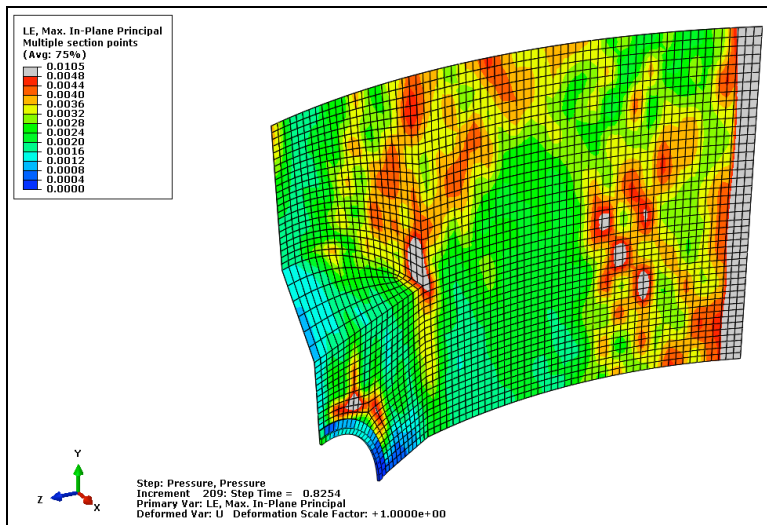 LE, Max. In-Plane Principal
Multiple section points
(Avg: 75%)
0.0105
0.0048
0.0044
0.0040
0.0036
0.0032
0.0028
0.0024
0.0020
0.0016
0.0012
0.0008
0.0004
0.0000
Y
Z
X
Step: Pressure, Pressure
Increment 209: Step Time = 0.8254
Primary Var: LE, Max. In-Plane Principal
Deformed Var: U Deformation Scale Factor: +1.0000e+00